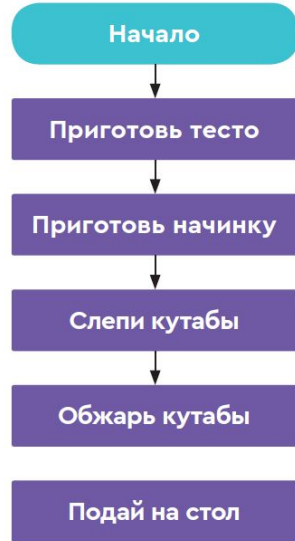 Начало
Приготовь тесто
Приготовь начинку
Слепи кутабы
Обжарь кутабы
Подай на стол